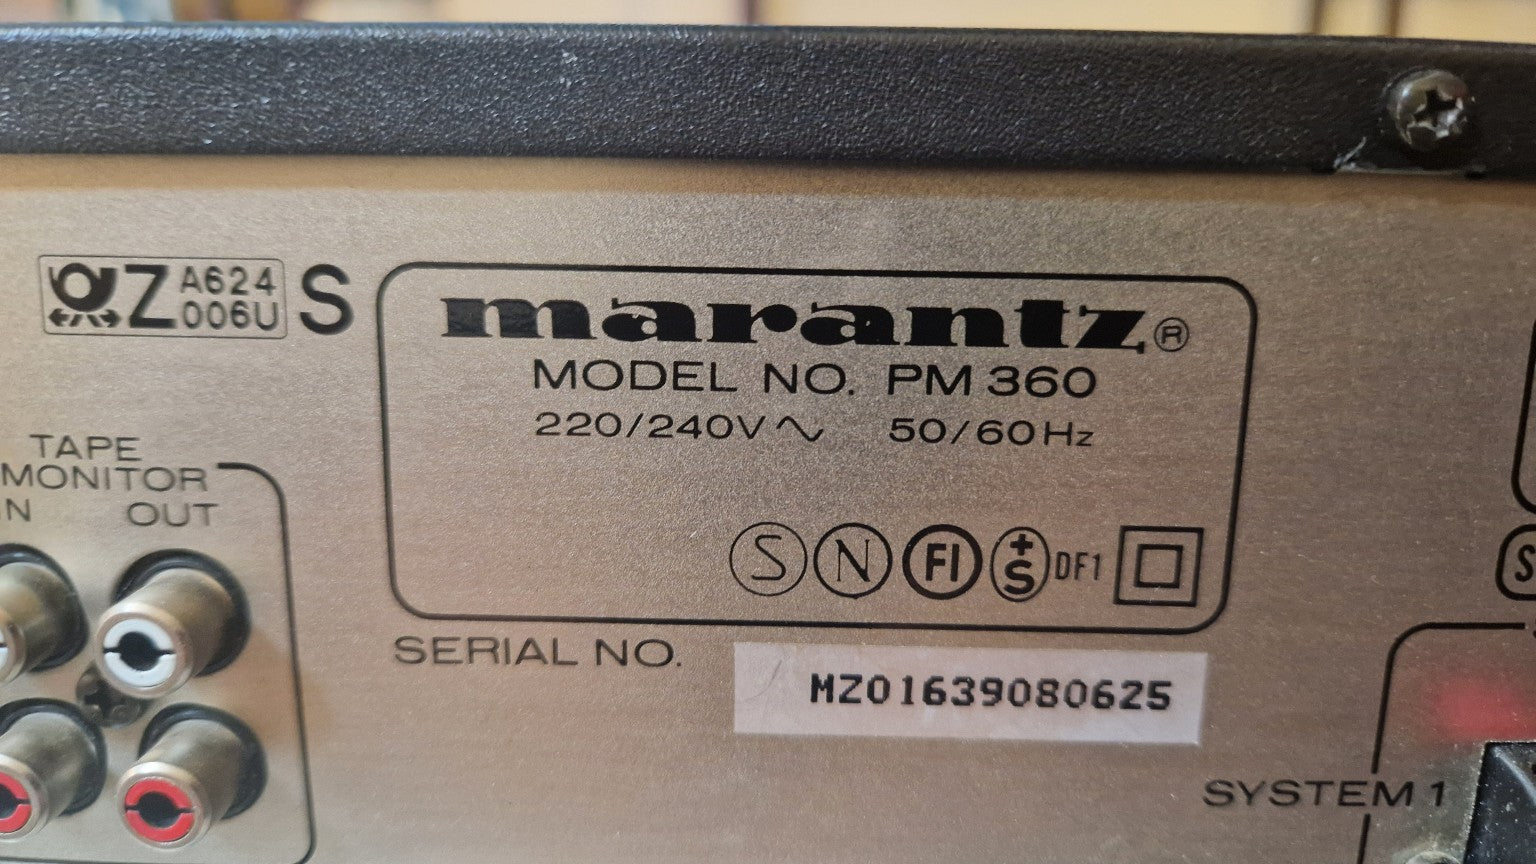 Z A624 006U S
marantz®
MODEL NO. PM 360
220/240V~ 50/60Hz
TAPE
MONITOR
IN OUT
S N FI +S DF1
SERIAL NO.
MZ01639080625
SYSTEM 1